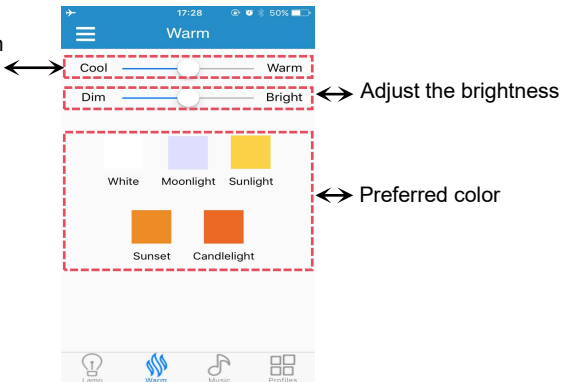 17:28 50%
Warm
Cool Warm
Dim Bright
Adjust the brightness
White Moonlight Sunlight
Preferred color
Sunset Candlelight
Lamp Warm Music Profiles